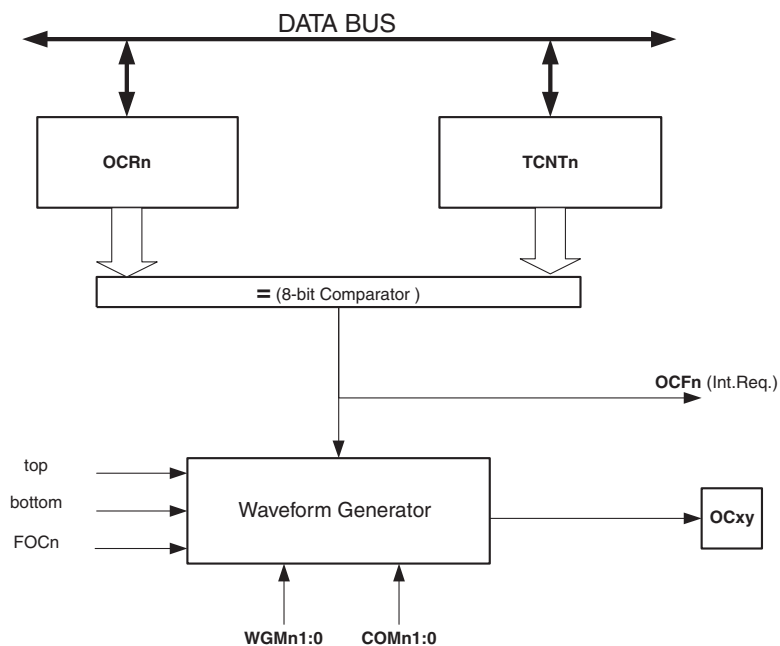 DATA BUS
OCRn
TCNTn
= (8-bit Comparator )
OCFn (Int.Req.)
top
bottom
FOCn
Waveform Generator
OCxy
WGMn1:0
COMn1:0